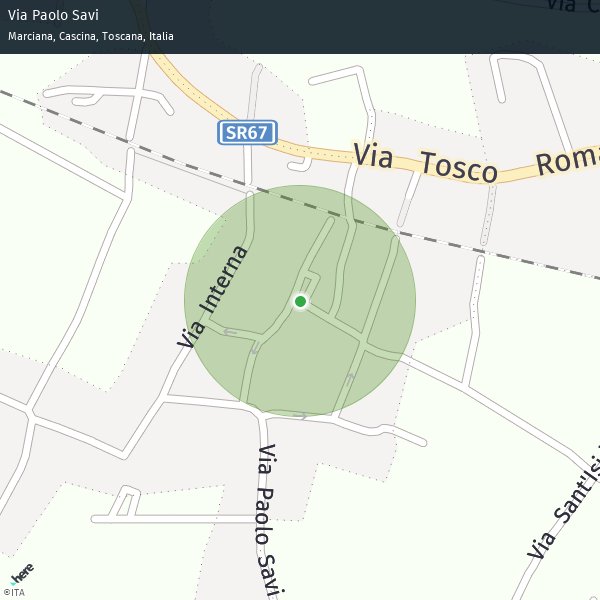 Via Paolo Savi
Marciana, Cascina, Toscana, Italia
Via C
SR67
Via Tosco Roma
Via Interna
Via Paolo Savi
Via Sant'Isi
here
©ITA